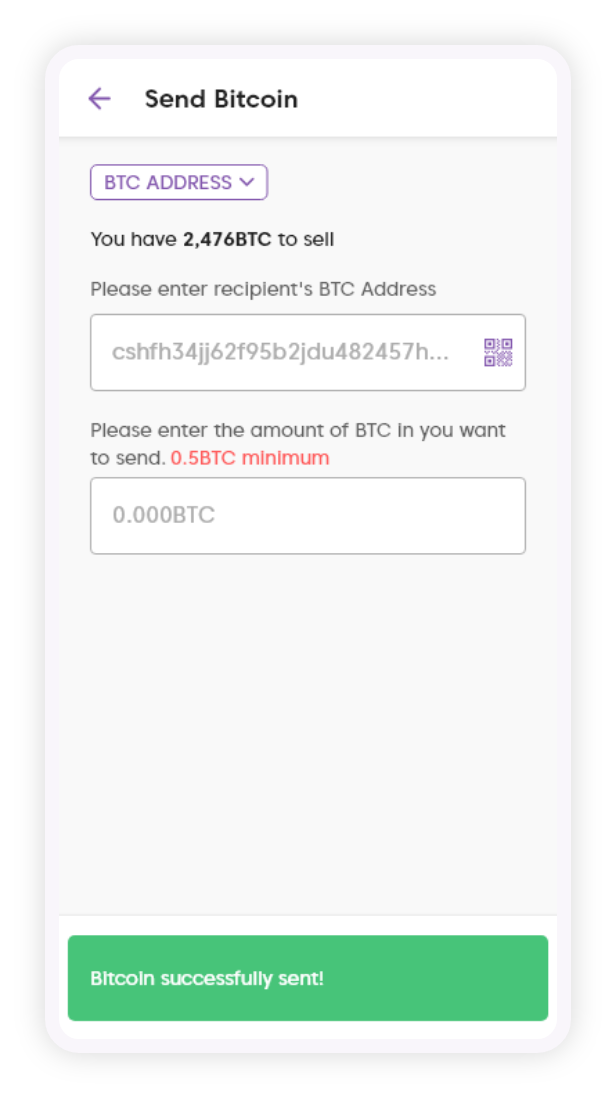 Send Bitcoin
BTC ADDRESS
You have 2,476BTC to sell
Please enter recipient's BTC Address
cshfh34jj62f95b2jdu482457h...
Please enter the amount of BTC in you want
to send. 0.5BTC minimum
0.000BTC
Bitcoin successfully sent!